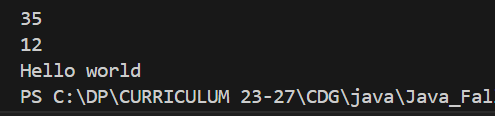 35
12
Hello world
PS C:\DP\CURRICULUM 23-27\CDG\java\Java_Fal